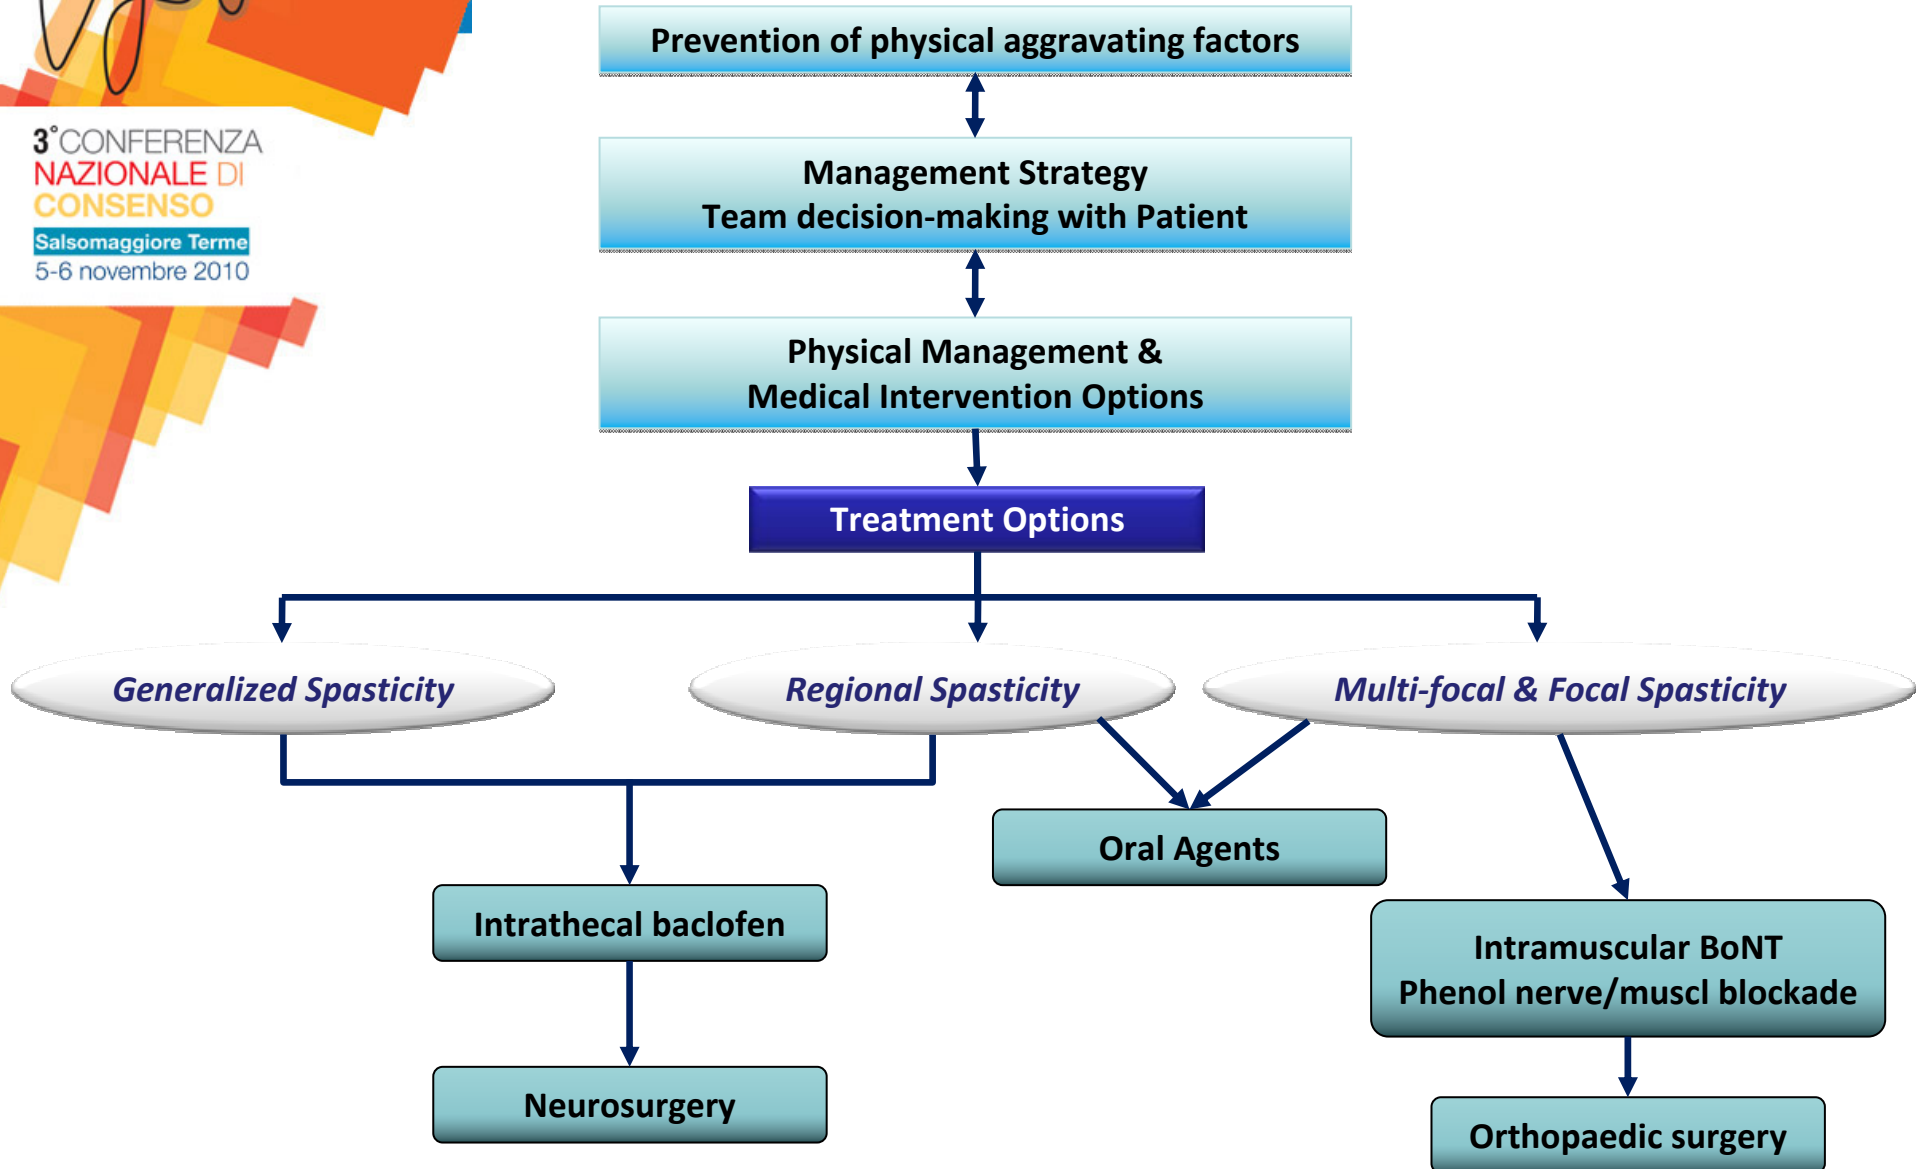 3°CONFERENZA
NAZIONALE DI
CONSENSO
Salsomaggiore Terme
5-6 novembre 2010
Prevention of physical aggravating factors
Management Strategy
Team decision-making with Patient
Physical Management &
Medical Intervention Options
Treatment Options
Generalized Spasticity
Regional Spasticity
Multi-focal & Focal Spasticity
Oral Agents
Intrathecal baclofen
Intramuscular BoNT
Phenol nerve/muscl blockade
Neurosurgery
Orthopaedic surgery